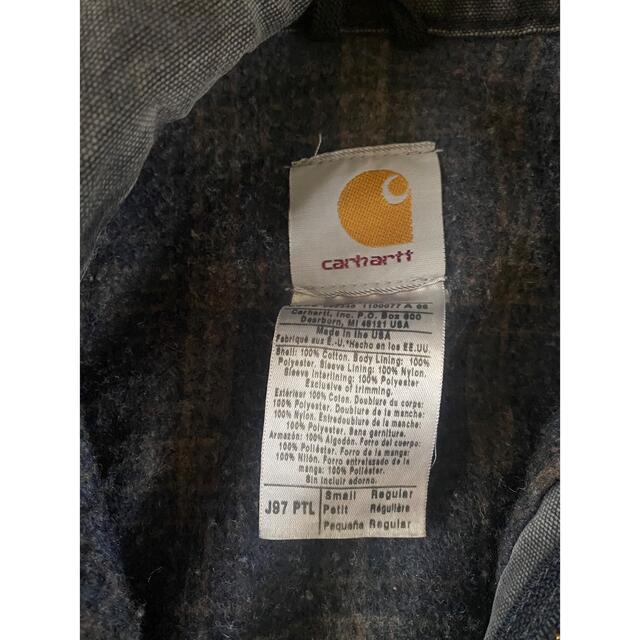 carhartt
1100077 A 06
Carhartt, Inc. P.O. Box 600
Dearborn, MI 48121 USA
Made in the USA
Fabriqué aux É.-U.*Hecho en los EE.UU.
Shell: 100% Cotton. Body Lining: 100%
Polyester. Sleeve Lining: 100% Nylon.
Sleeve Interlining: 100% Polyester
Exclusive of trimming.
Extérieur 100% Coton. Doublure du corps:
100% Polyester. Doublure de la manche:
100% Nylon. Entredoublure de la manche:
100% Polyester. Sans garniture.
Armazón: 100% Algodón. Forro del cuerpo:
100% Poliéster. Forro de la manga:
100% Nilón. Forro entrelazado de la
manga: 100% Poliéster.
Sin incluir adorno.
J97 PTL
Small Regular
Petit Régulière
Pequeña Regular